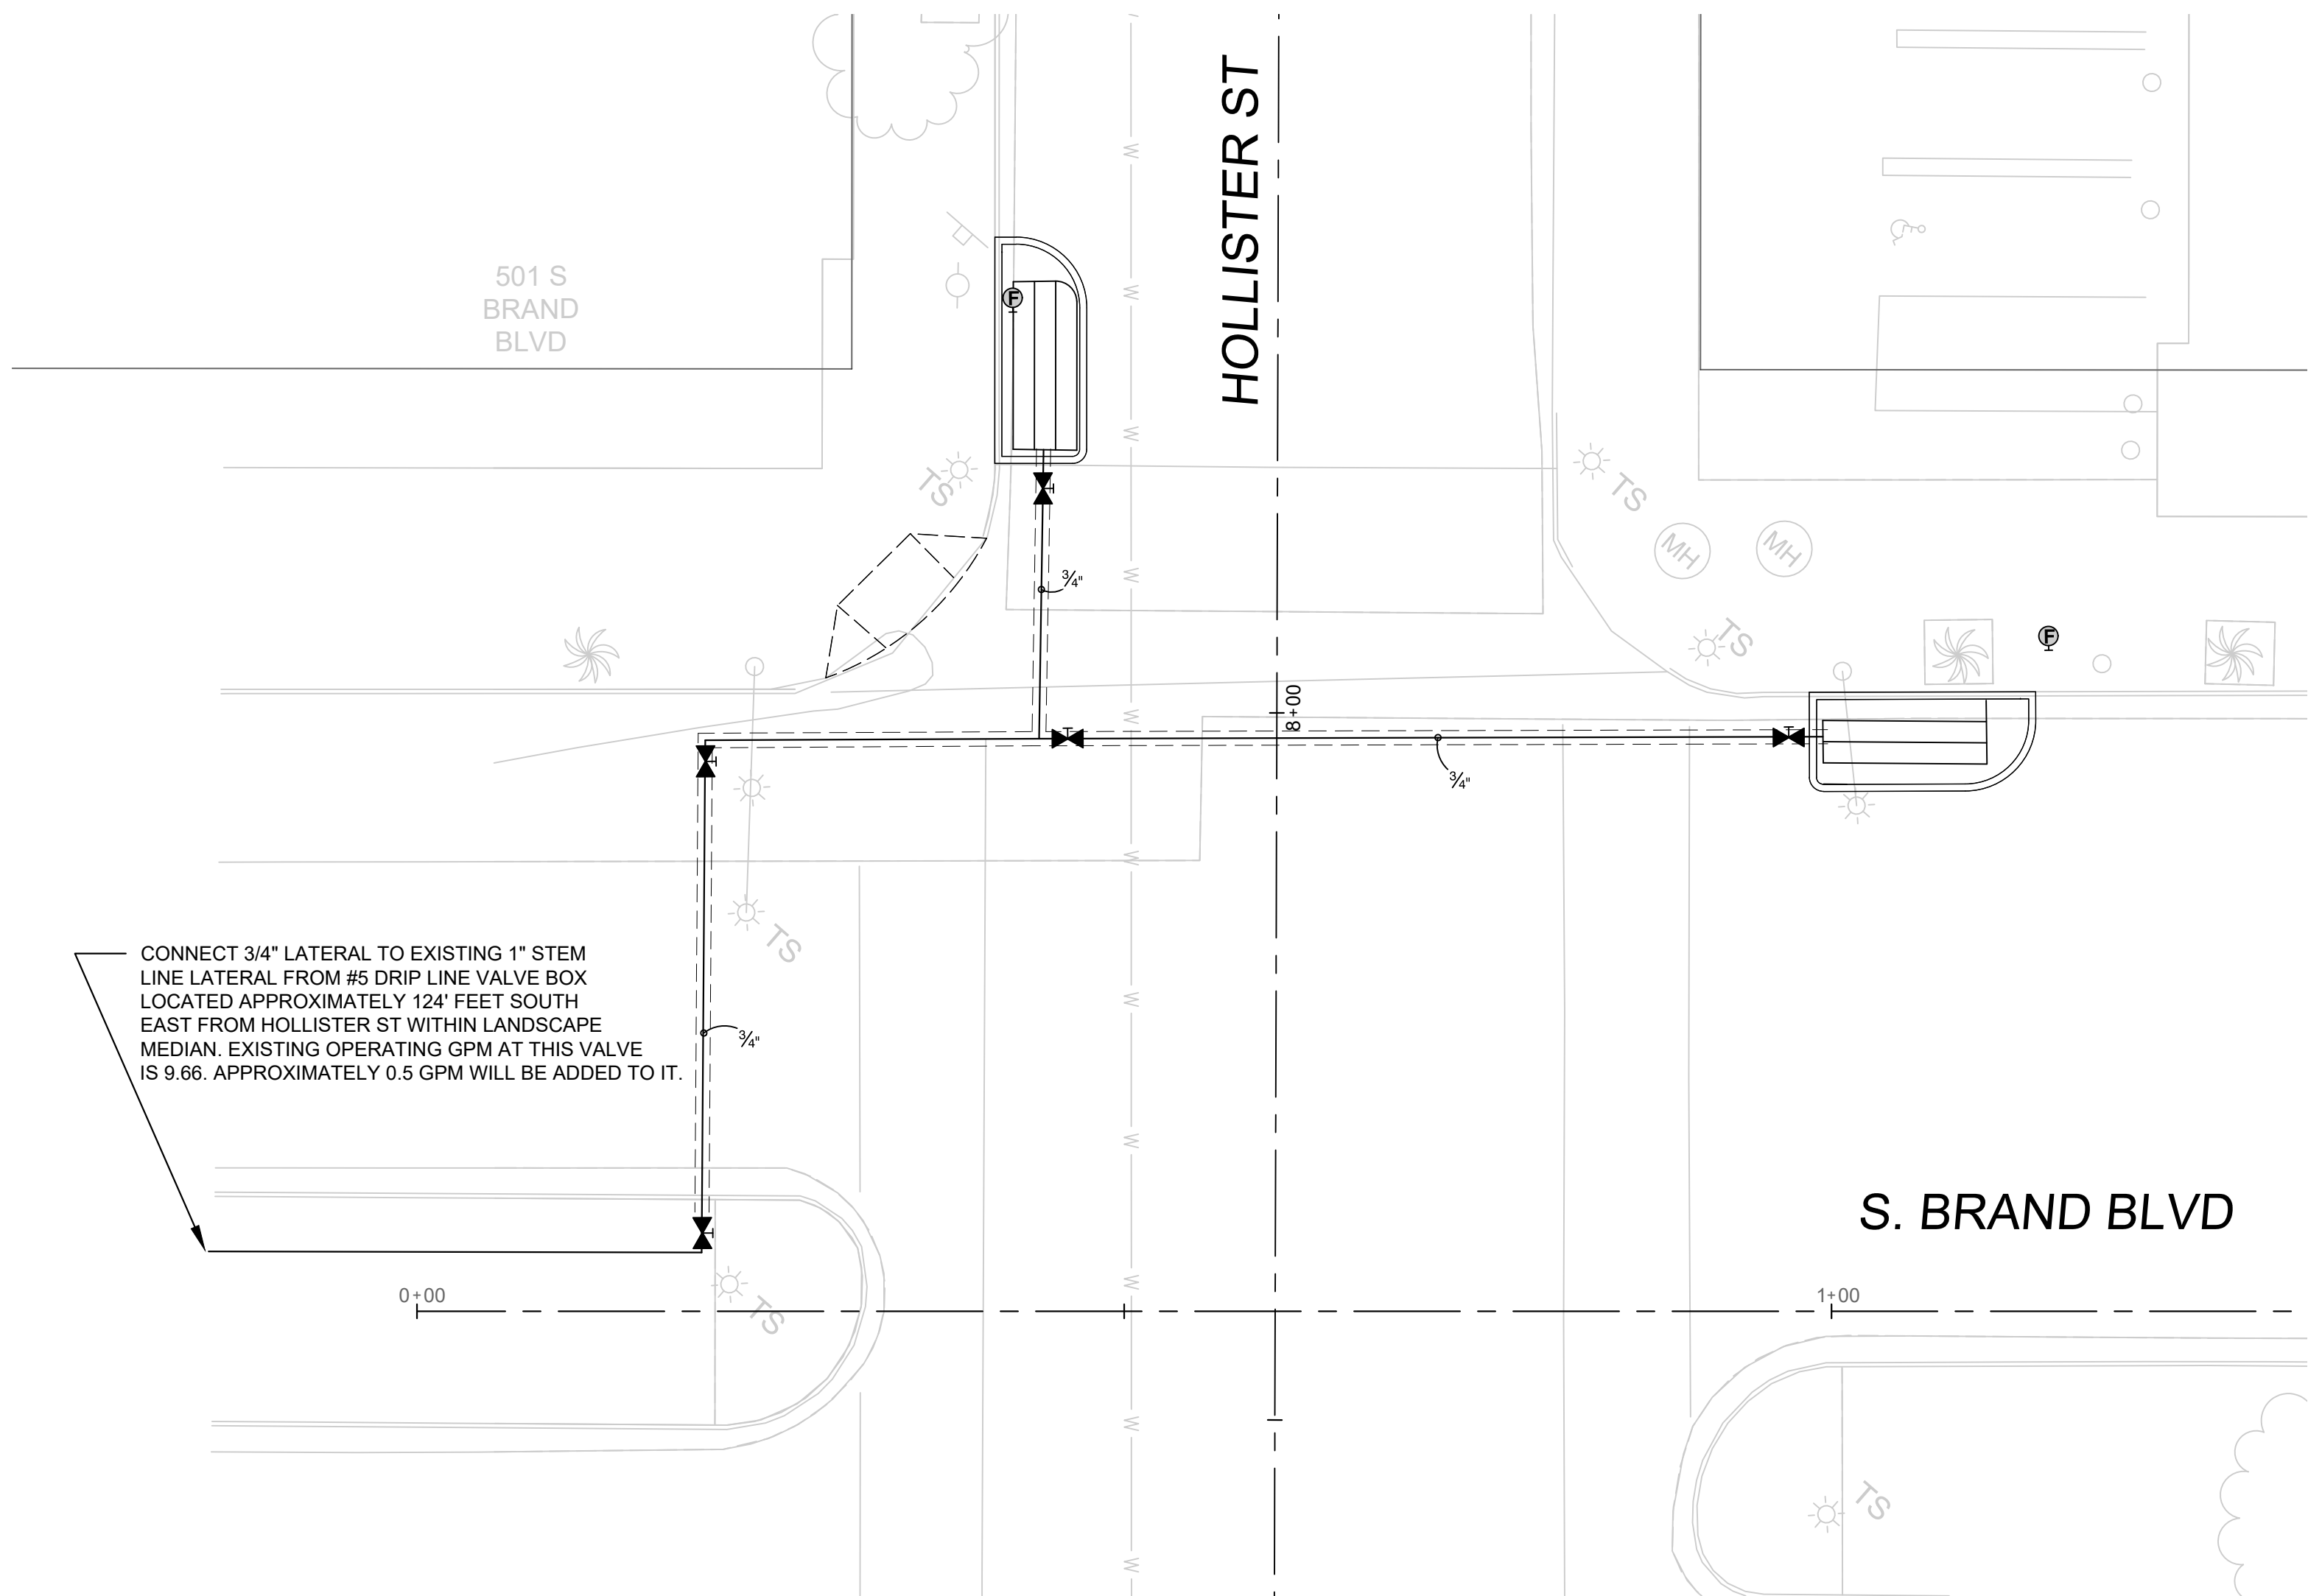 HOLLISTER ST
501 S
BRAND
BLVD
F
TS
TS
MH
MH
3/4"
TS
F
8+00
3/4"
TS
CONNECT 3/4" LATERAL TO EXISTING 1" STEM
LINE LATERAL FROM #5 DRIP LINE VALVE BOX
LOCATED APPROXIMATELY 124' FEET SOUTH
EAST FROM HOLLISTER ST WITHIN LANDSCAPE
MEDIAN. EXISTING OPERATING GPM AT THIS VALVE
IS 9.66. APPROXIMATELY 0.5 GPM WILL BE ADDED TO IT.
3/4"
S. BRAND BLVD
0+00
TS
1+00
TS
W
W
W
W
W
W
W
W
W
W